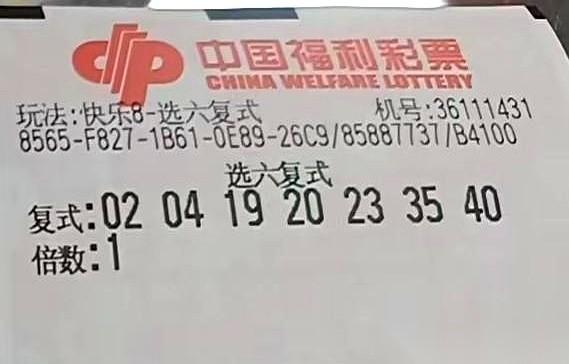 中国福利彩票
CHINA WELFARE LOTTERY
玩法:快乐8-选六复式 机号:36111431
8565-F827-1B61-0E89-26C9/85887737/B4100
选六复式
复式:02 04 19 20 23 35 40
倍数:1